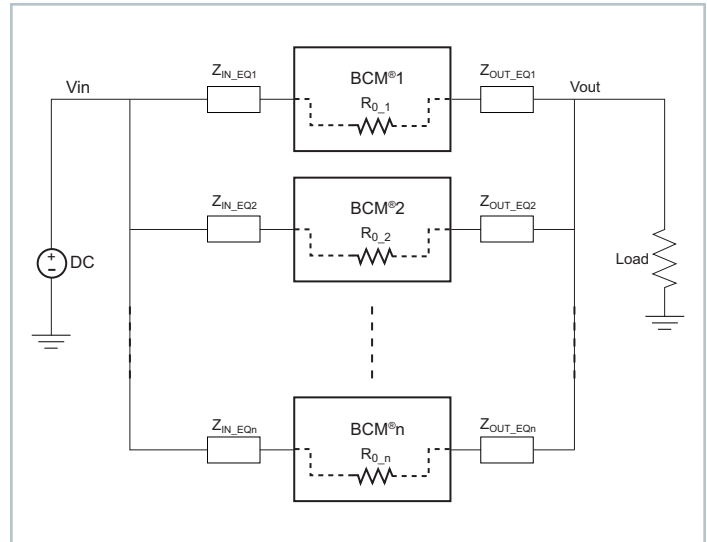 Z_IN_EQ1
BCM®1
Z_OUT_EQ1
Vin
R_0_1
Vout
Z_IN_EQ2
BCM®2
Z_OUT_EQ2
R_0_2
+
-
DC
Load
Z_IN_EQn
BCM®n
Z_OUT_EQn
R_0_n